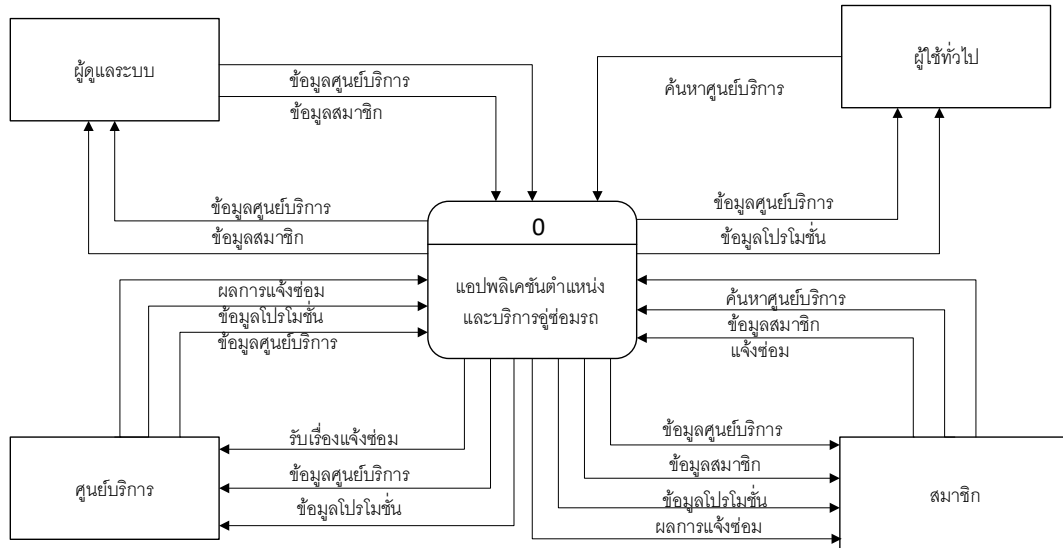 ผู้ดูแลระบบ
ผู้ใช้ทั่วไป
ข้อมูลศูนย์บริการ
ข้อมูลสมาชิก
ค้นหาศูนย์บริการ
ข้อมูลศูนย์บริการ
ข้อมูลสมาชิก
0
แอปพลิเคชันตำแหน่ง
และบริการอู่ซ่อมรถ
ข้อมูลศูนย์บริการ
ข้อมูลโปรโมชั่น
ผลการแจ้งซ่อม
ข้อมูลโปรโมชั่น
ข้อมูลศูนย์บริการ
ค้นหาศูนย์บริการ
ข้อมูลสมาชิก
แจ้งซ่อม
รับเรื่องแจ้งซ่อม
ข้อมูลศูนย์บริการ
ข้อมูลโปรโมชั่น
ศูนย์บริการ
ข้อมูลศูนย์บริการ
ข้อมูลสมาชิก
ข้อมูลโปรโมชั่น
ผลการแจ้งซ่อม
สมาชิก